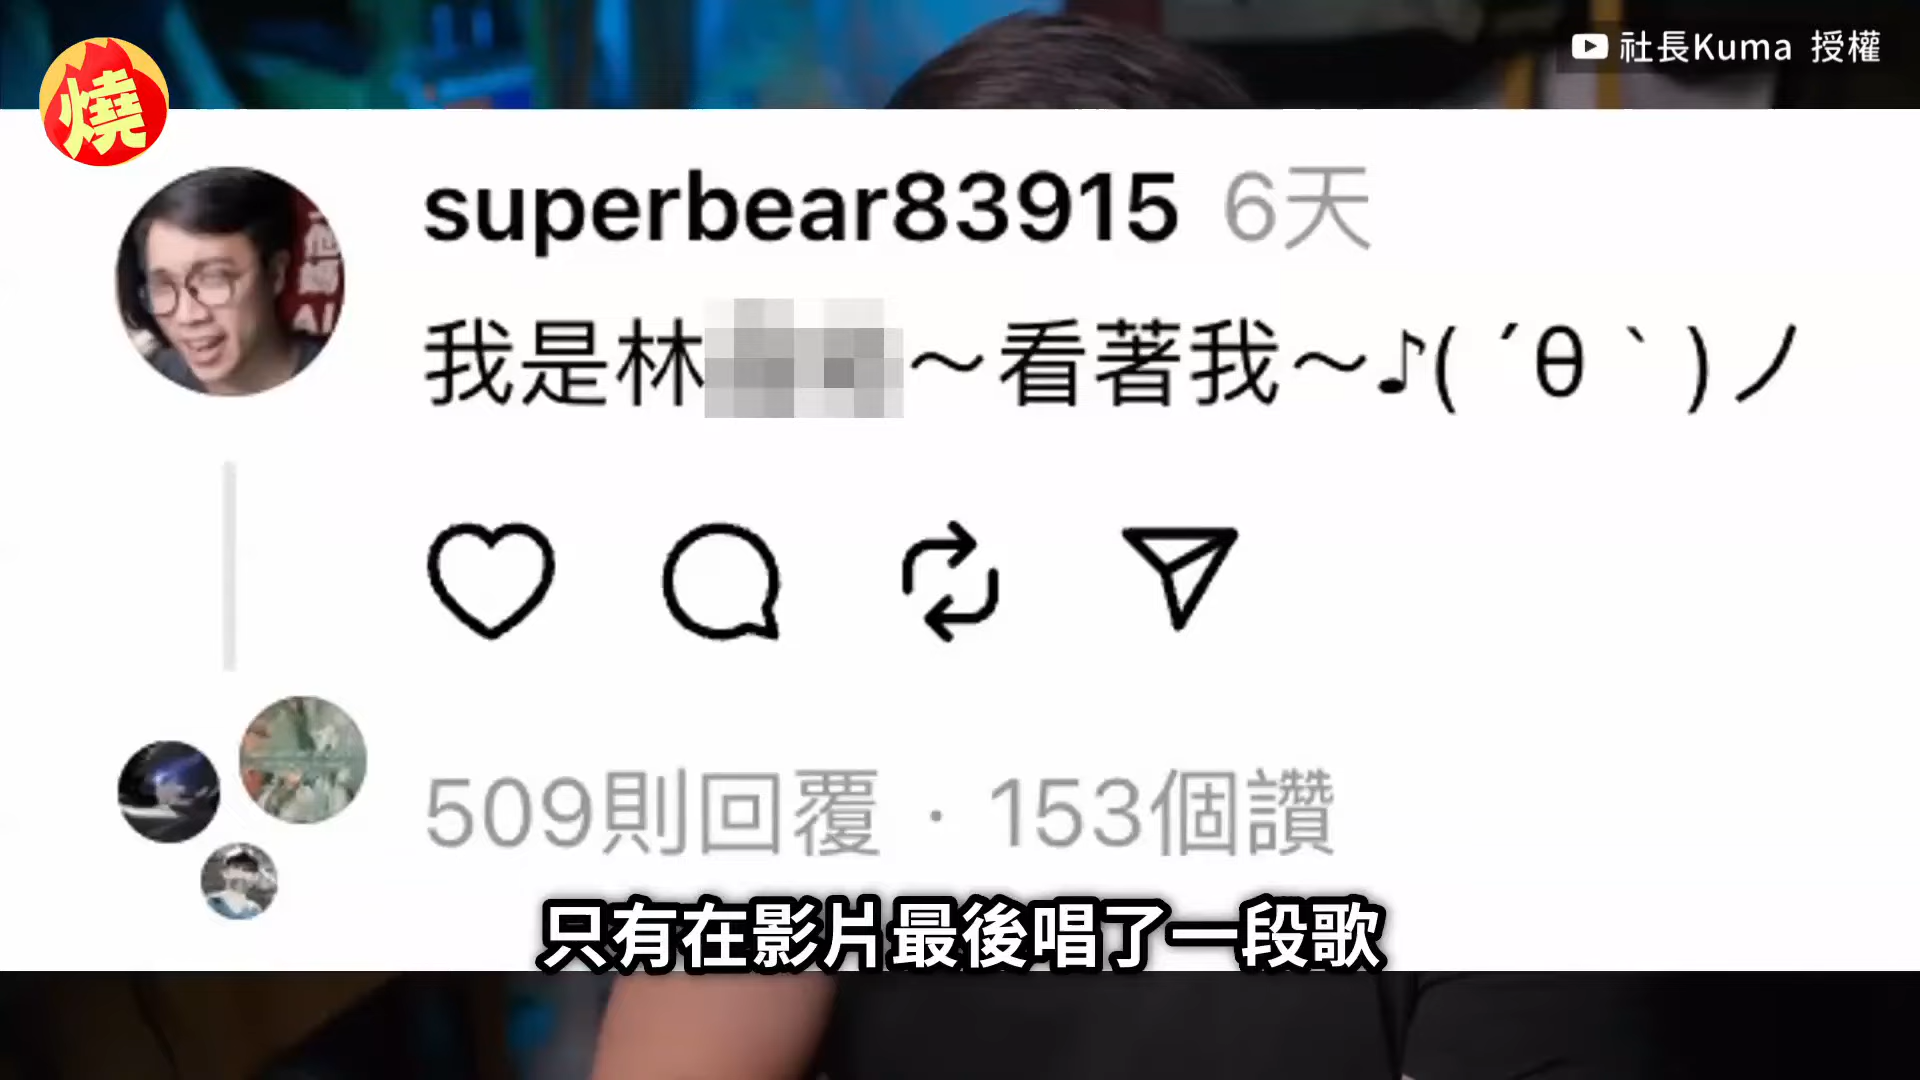 社長Kuma 授權
燒
superbear83915 6天
我是林～看著我～♪( ´θ｀)ノ
509則回覆 · 153個讚
只有在影片最後唱了一段歌